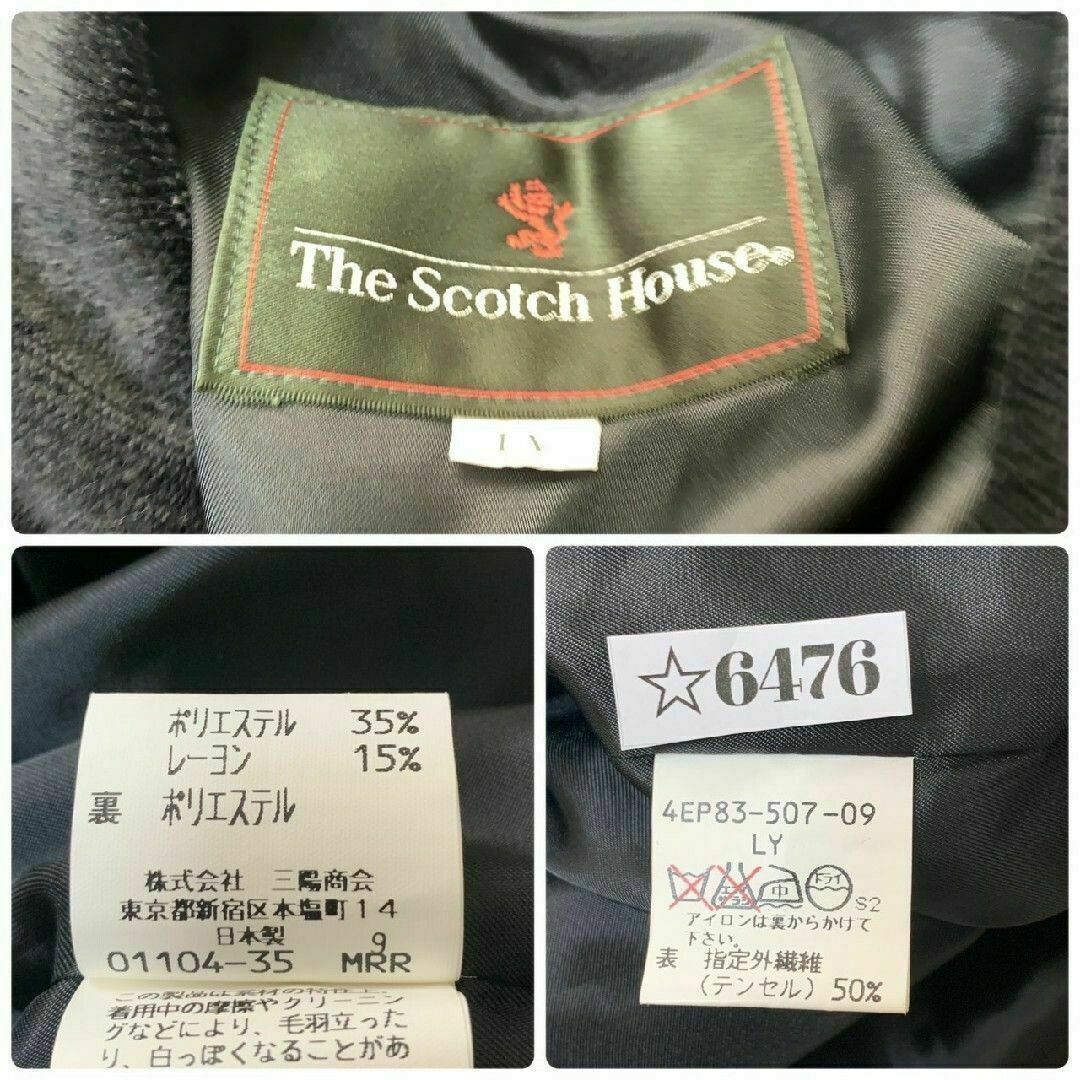 The Scotch House®
ポリエステル 35%
レーヨン 15%
裏 ポリエステル
株式会社 三陽商会
東京都新宿区本塩町14
日本製 9
01104-35 MRR
この製品は素材の特性上、
着用中の摩擦やクリーニン
グなどにより、毛羽立った
り、白っぽくなることがあ
☆6476
4EP83-507-09
LY
中 ドライ
S2
アイロンは裏からかけて
下さい。
表 指定外繊維
(テンセル) 50%